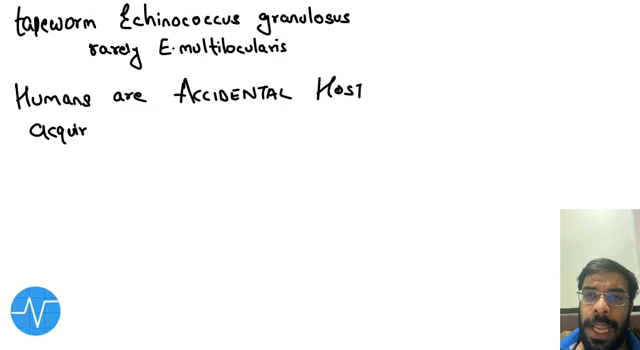 tapeworm Echinococcus granulosus
rarely E. multilocularis
Humans are ACCIDENTAL HOST
acquir